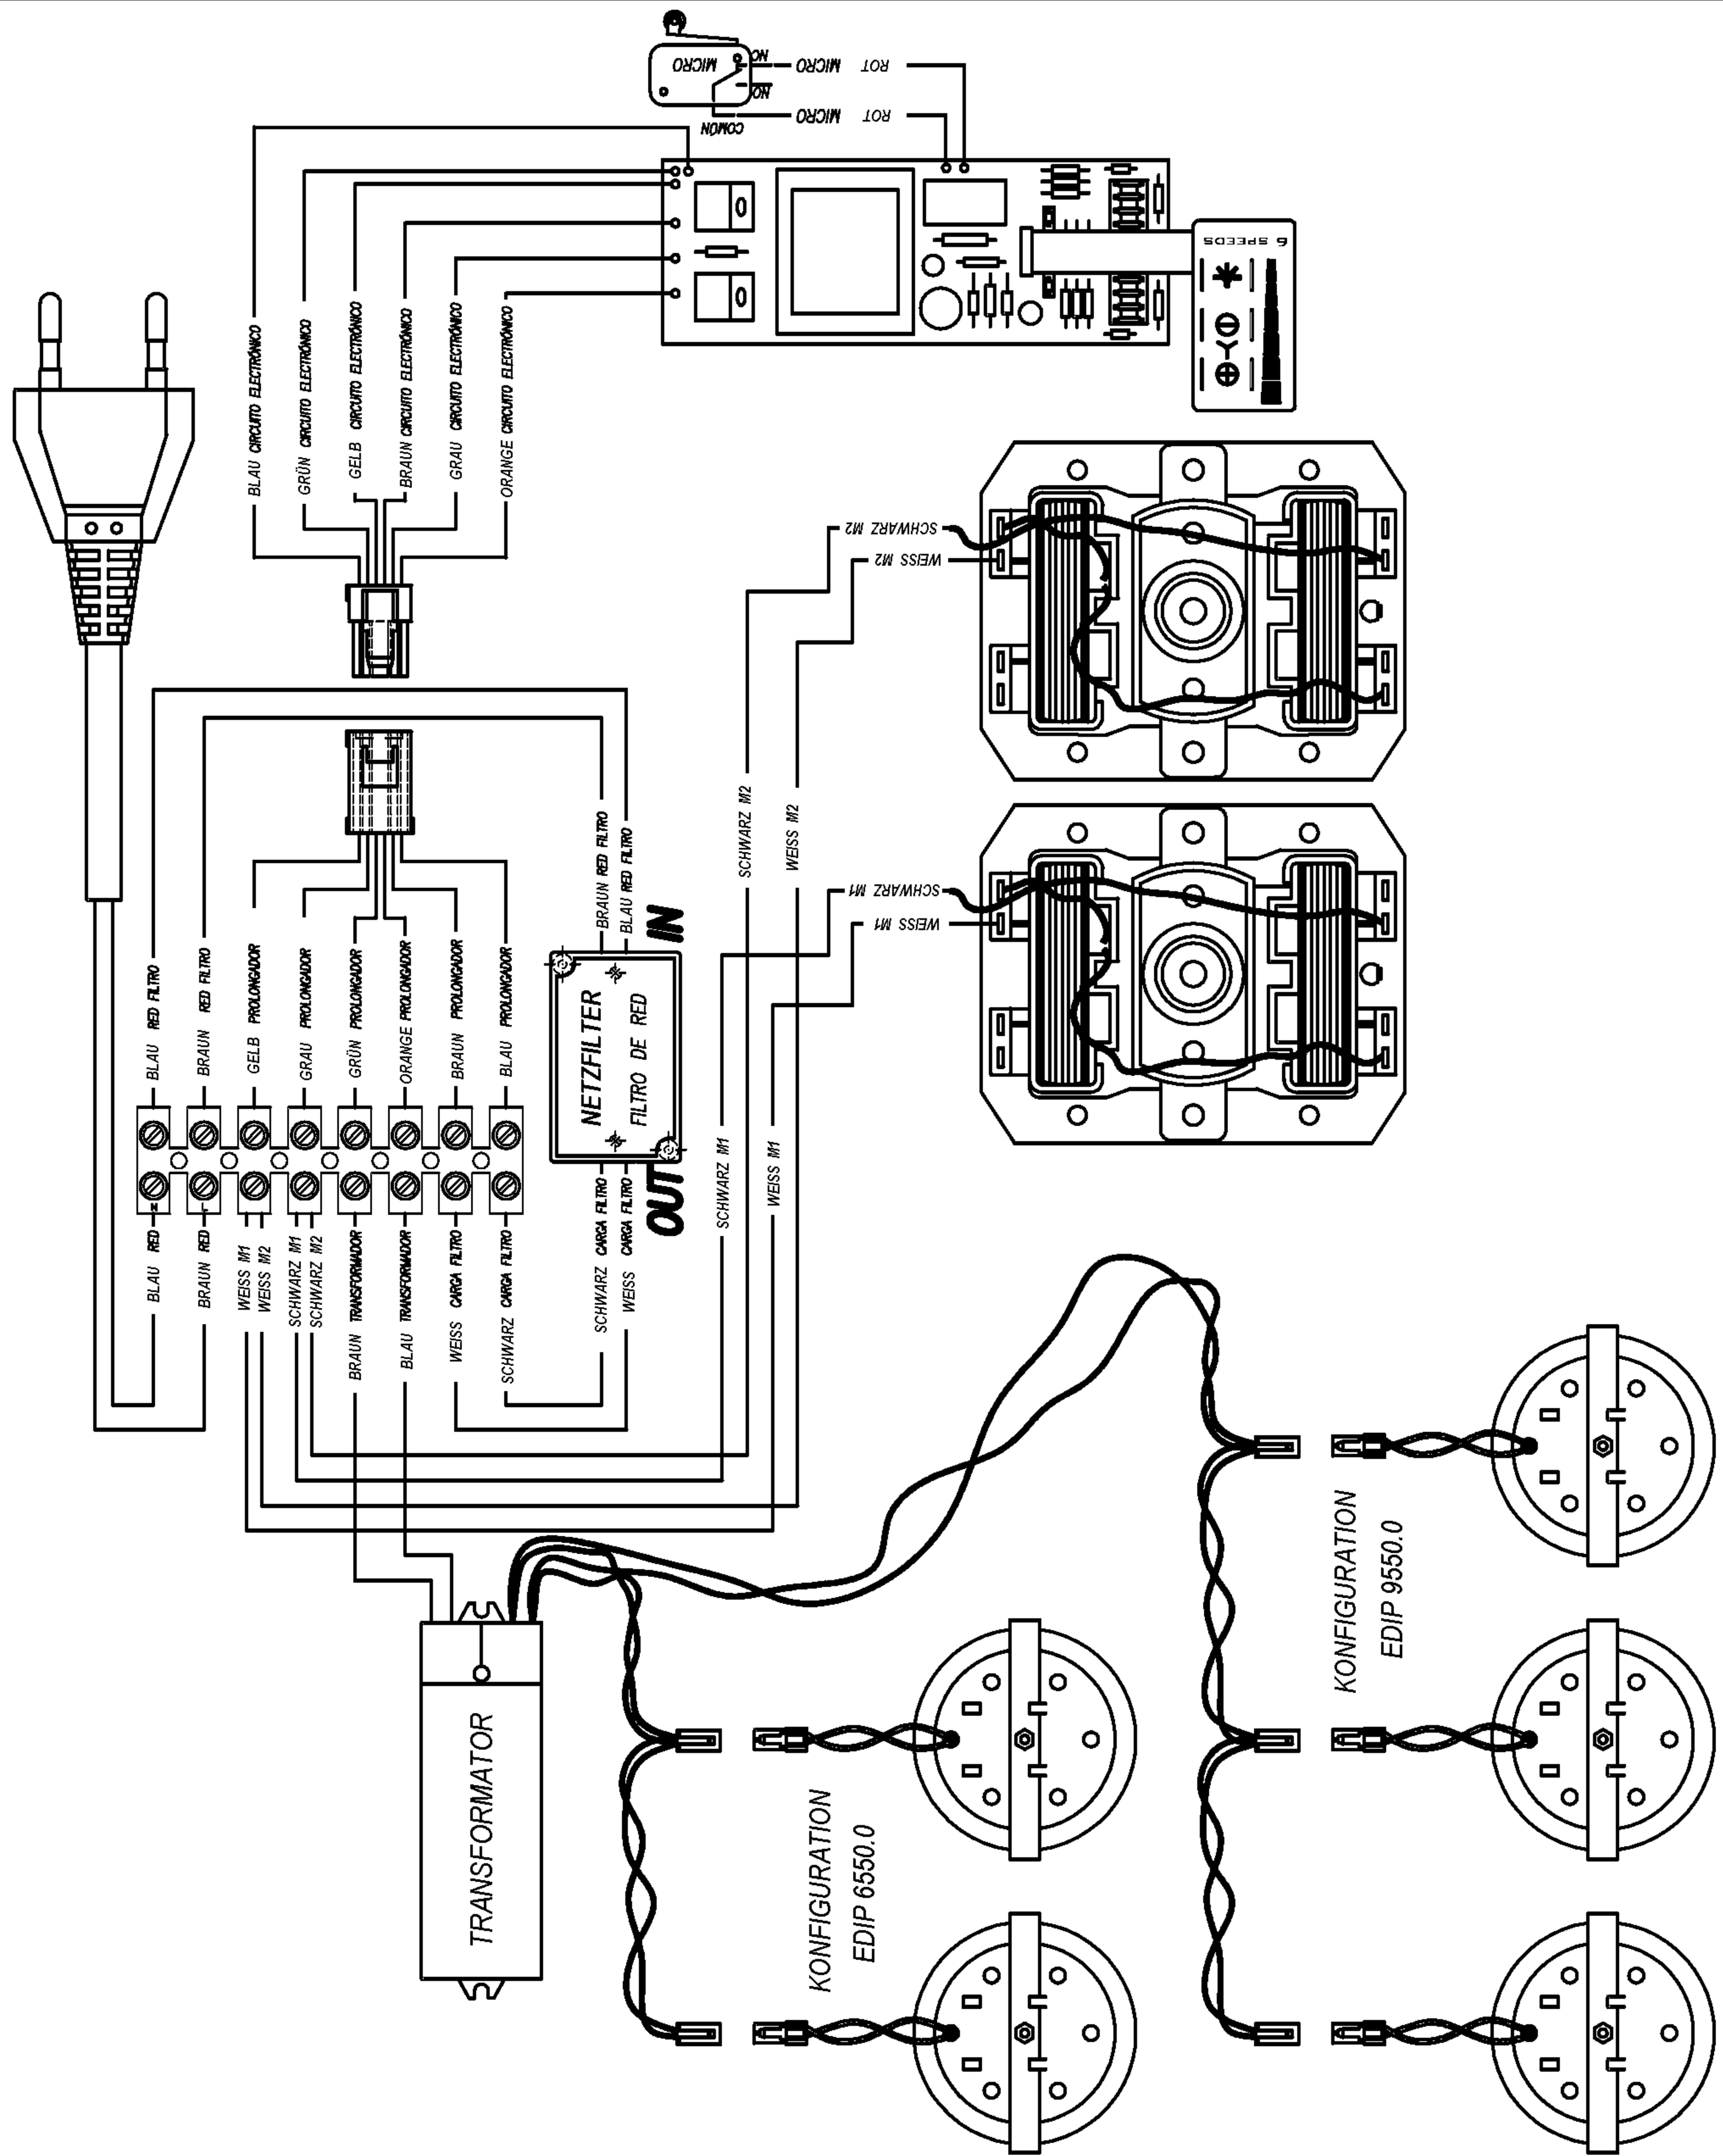 MICRO
NC
NO
COMÚN
MICRO ROT
MICRO ROT
6 SPEEDS
BLAU CIRCUITO ELECTRÓNICO
GRÜN CIRCUITO ELECTRÓNICO
GELB CIRCUITO ELECTRÓNICO
BRAUN CIRCUITO ELECTRÓNICO
GRAU CIRCUITO ELECTRÓNICO
ORANGE CIRCUITO ELECTRÓNICO
SCHWARZ M2
WEISS M2
SCHWARZ M1
WEISS M1
BLAU RED FILTRO
BRAUN RED FILTRO
GELB PROLONGADOR
GRAU PROLONGADOR
GRÜN PROLONGADOR
ORANGE PROLONGADOR
BRAUN PROLONGADOR
BLAU PROLONGADOR
BRAUN RED FILTRO
BLAU RED FILTRO
IN
NETZFILTER
FILTRO DE RED
OUT
SCHWARZ M2
WEISS M2
SCHWARZ M1
WEISS M1
N
L
BLAU RED
BRAUN RED
WEISS M1
WEISS M2
SCHWARZ M1
SCHWARZ M2
BRAUN TRANSFORMADOR
BLAU TRANSFORMADOR
WEISS CARGA FILTRO
SCHWARZ CARGA FILTRO
SCHWARZ CARGA FILTRO
WEISS CARGA FILTRO
TRANSFORMATOR
KONFIGURATION
EDIP 6550.0
KONFIGURATION
EDIP 9550.0